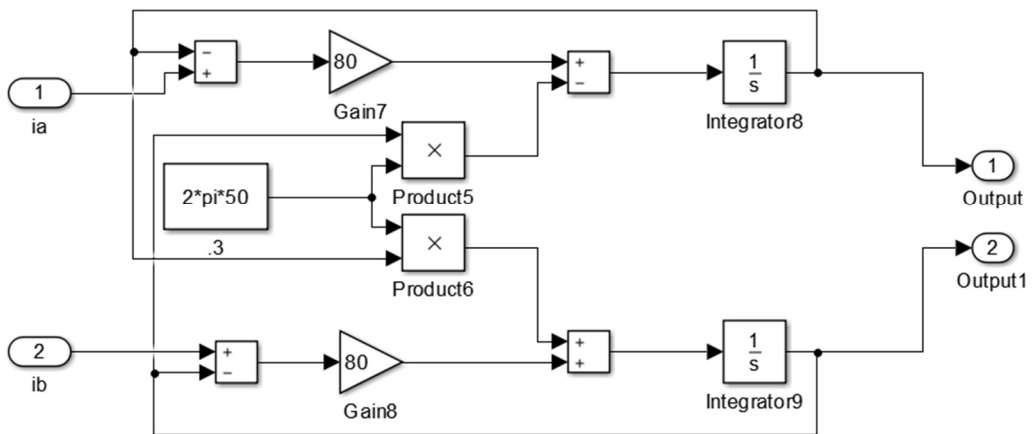 −
+
80
Gain7
+
−
1
s
Integrator8
1
ia
×
Product5
2*pi*50
.3
×
Product6
1
Output
2
Output1
2
ib
+
−
80
Gain8
+
+
1
s
Integrator9